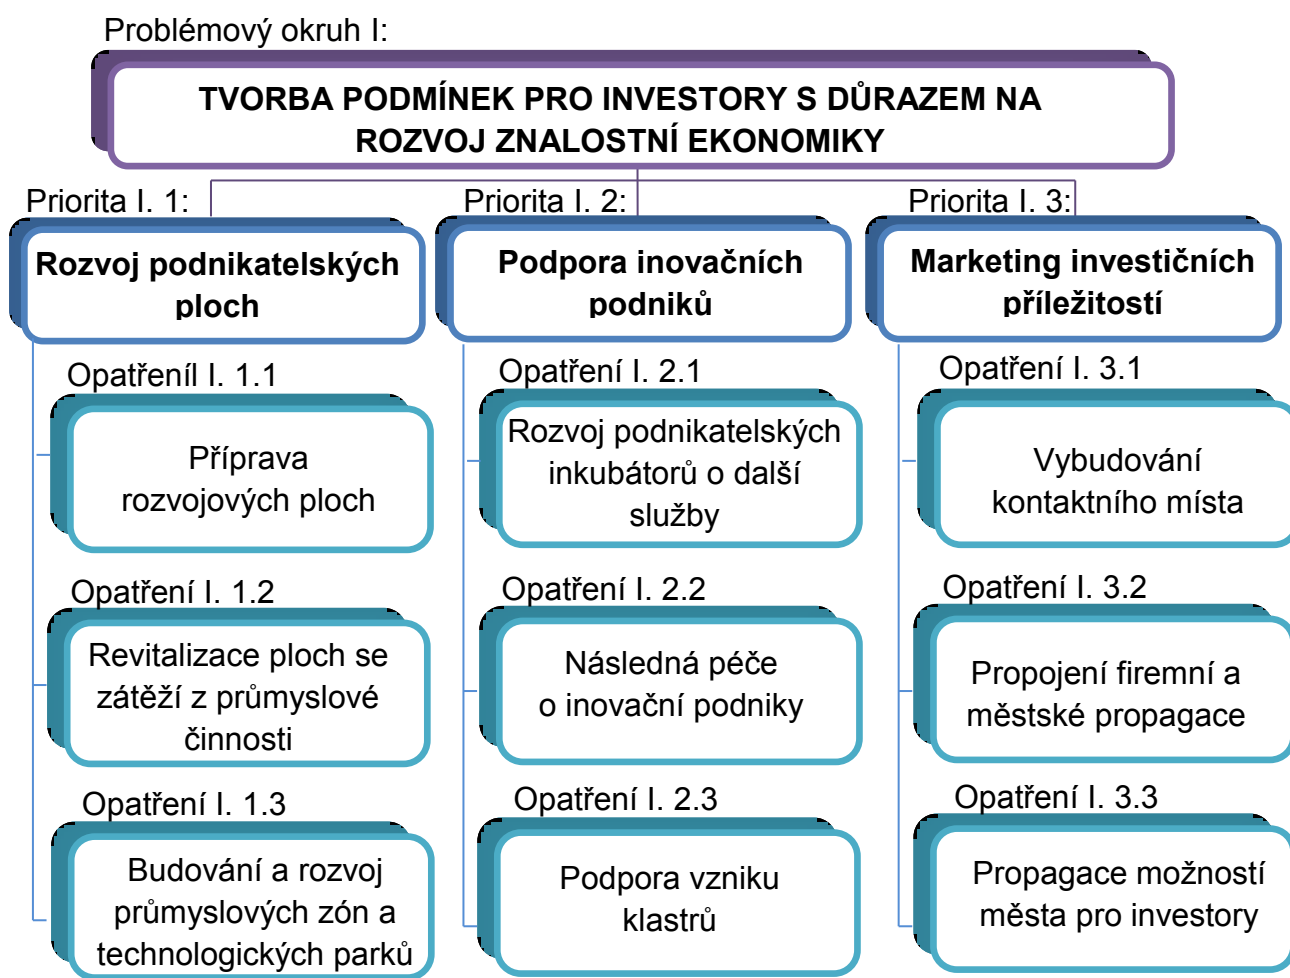 Problémový okruh I:
TVORBA PODMÍNEK PRO INVESTORY S DŮRAZEM NA
ROZVOJ ZNALOSTNÍ EKONOMIKY
Priorita I. 1:
Rozvoj podnikatelských
ploch
Opatřeníl I. 1.1
Příprava
rozvojových ploch
Opatření I. 1.2
Revitalizace ploch se
zátěží z průmyslové
činnosti
Opatření I. 1.3
Budování a rozvoj
průmyslových zón a
technologických parků
Priorita I. 2:
Podpora inovačních
podniků
Opatření I. 2.1
Rozvoj podnikatelských
inkubátorů o další
služby
Opatření I. 2.2
Následná péče
o inovační podniky
Opatření I. 2.3
Podpora vzniku
klastrů
Priorita I. 3:
Marketing investičních
příležitostí
Opatření I. 3.1
Vybudování
kontaktního místa
Opatření I. 3.2
Propojení firemní a
městské propagace
Opatření I. 3.3
Propagace možností
města pro investory